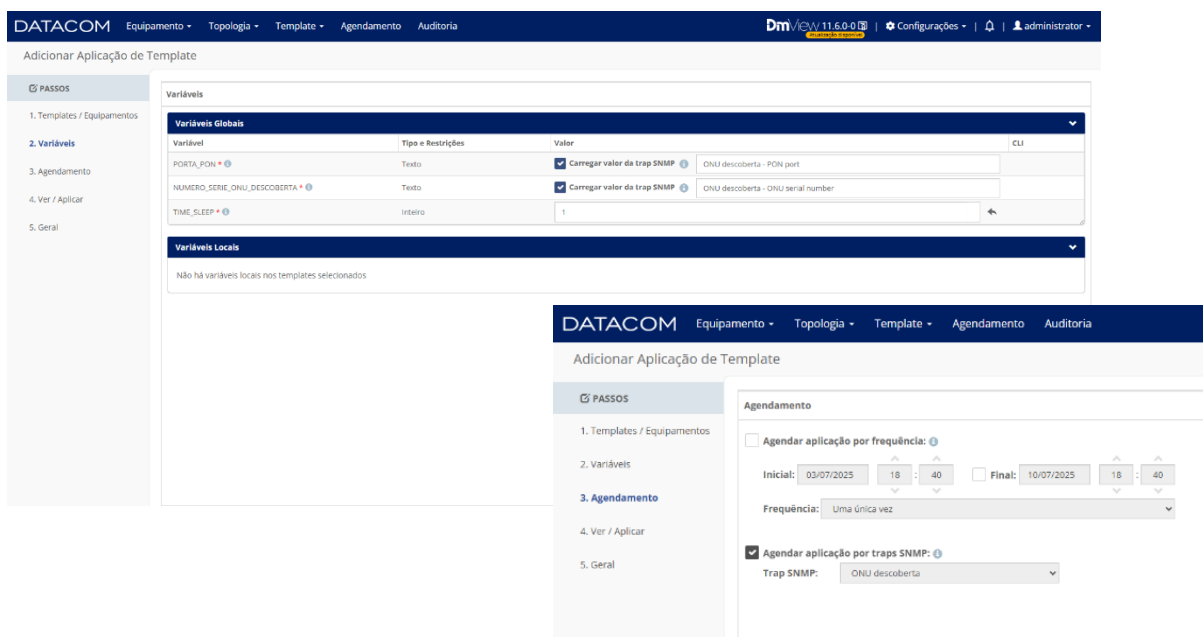 DATACOM Equipamento Topologia Template Agendamento Auditoria DmView 11.6.0-0 | Configurações | | administrator
Atualização disponível
Adicionar Aplicação de Template
PASSOS
1. Templates / Equipamentos
2. Variáveis
3. Agendamento
4. Ver / Aplicar
5. Geral
Variáveis
Variáveis Globais
Variável Tipo e Restrições Valor CLI
PORTA_PON * Texto Carregar valor da trap SNMP ONU descoberta - PON port
NUMERO_SERIE_ONU_DESCOBERTA * Texto Carregar valor da trap SNMP ONU descoberta - ONU serial number
TIME_SLEEP * Inteiro 1
Variáveis Locais
Não há variáveis locais nos templates selecionados
DATACOM Equipamento Topologia Template Agendamento Auditoria
Adicionar Aplicação de Template
PASSOS
1. Templates / Equipamentos
2. Variáveis
3. Agendamento
4. Ver / Aplicar
5. Geral
Agendamento
Agendar aplicação por frequência:
Inicial: 03/07/2025 18 : 40 Final: 10/07/2025 18 : 40
Frequência: Uma única vez
Agendar aplicação por traps SNMP:
Trap SNMP: ONU descoberta